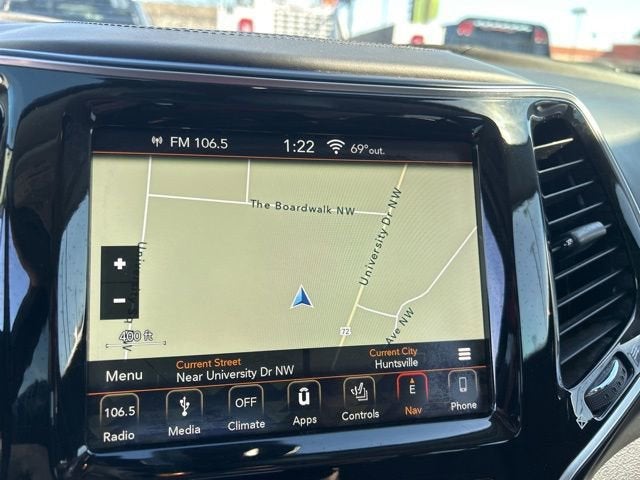 FM 106.5 1:22 69° out.
The Boardwalk NW
University Dr NW
+
-
400 ft
72
Ave NW
Current Street
Near University Dr NW
Current City
Huntsville
Menu
106.5
Radio
Media
OFF
Climate
Apps
Controls
E
Nav
Phone